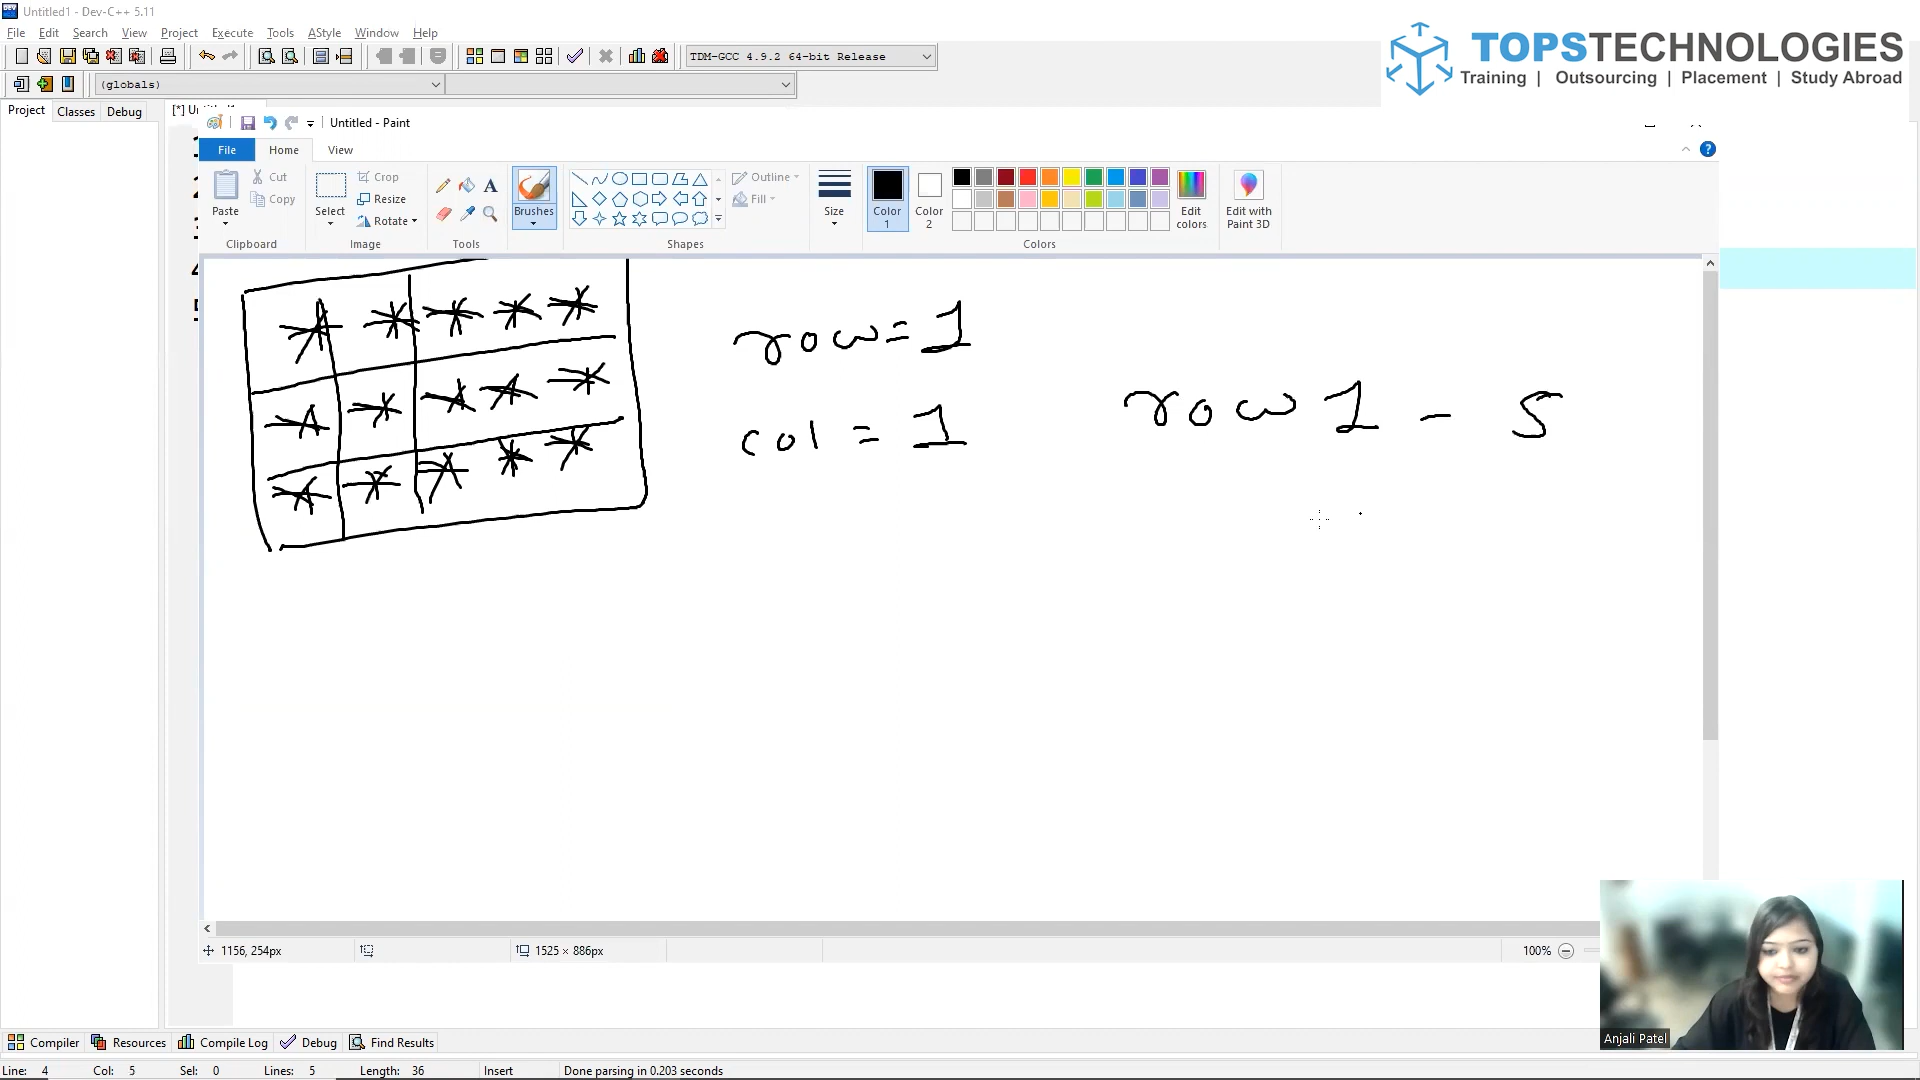 Untitled1 - Dev-C++ 5.11
File Edit Search View Project Execute Tools AStyle Window Help
TDM-GCC 4.9.2 64-bit Release
(globals)
TOPSTECHNOLOGIES
Training | Outsourcing | Placement | Study Abroad
Project Classes Debug
[*]
Untitled - Paint
File Home View
Paste
Cut
Copy
Clipboard
Select
Crop
Resize
Rotate
Image
A
Tools
Brushes
Outline
Fill
Shapes
Size
Color 1
Color 2
Edit colors
Colors
Edit with Paint 3D
* * * * *
* * * * *
* * * * *
row=1
col = 1
row 1 - 5
1156, 254px
1525 × 886px
100%
Anjali Patel
Compiler Resources Compile Log Debug Find Results
Line: 4 Col: 5 Sel: 0 Lines: 5 Length: 36 Insert Done parsing in 0.203 seconds